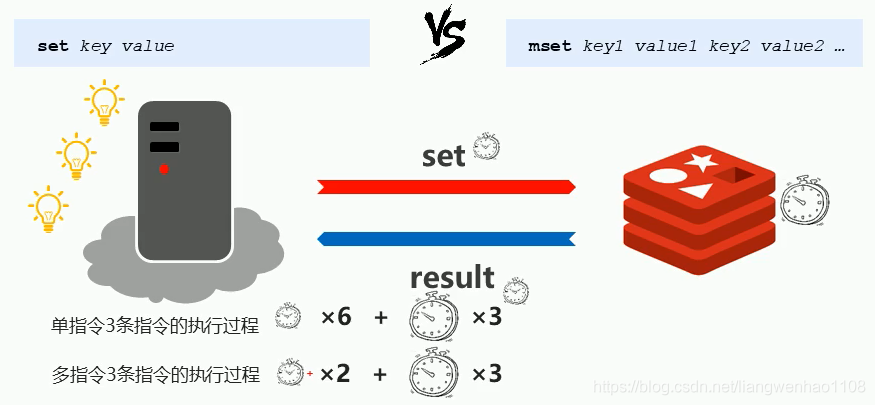 set key value
VS
mset key1 value1 key2 value2 …
set
result
单指令3条指令的执行过程 ×6 + ×3
多指令3条指令的执行过程 + ×2 + ×3
https://blog.csdn.net/liangwenhao1108